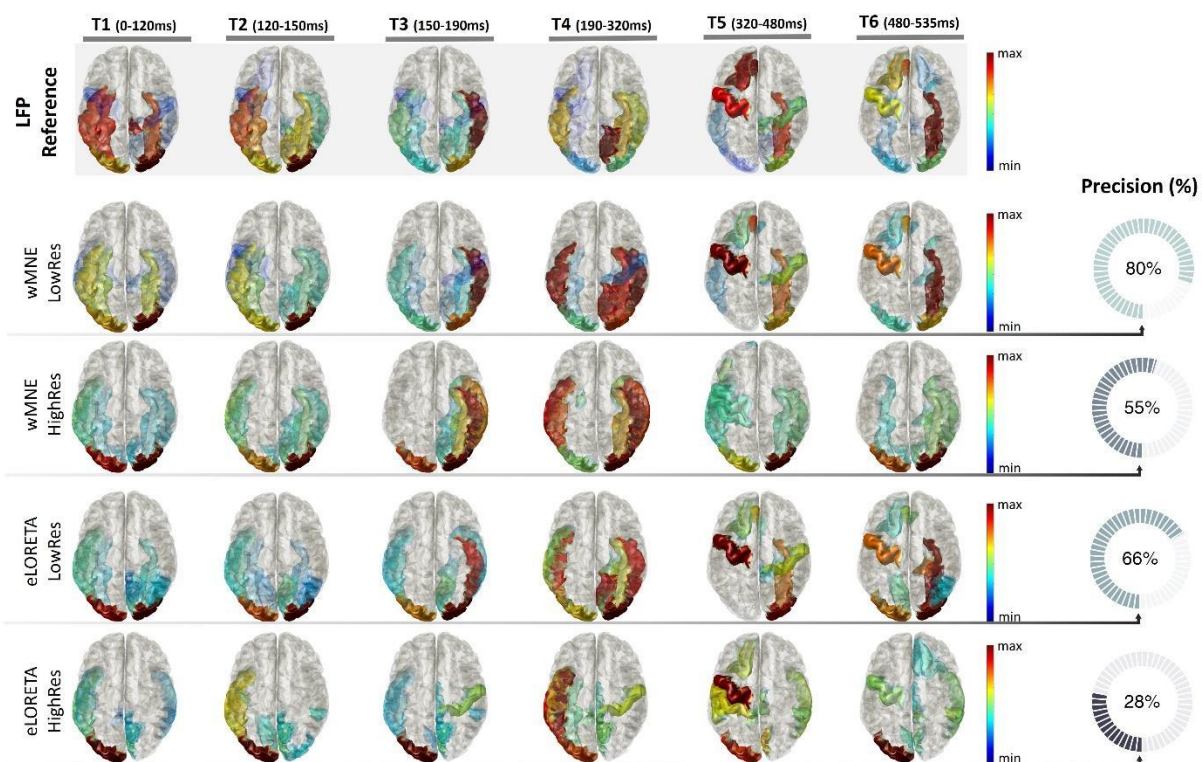 T1 (0-120ms) T2 (120-150ms) T3 (150-190ms) T4 (190-320ms) T5 (320-480ms) T6 (480-535ms)
LFP
Reference
max
min
Precision (%)
wMNE
LowRes
max
min
80%
wMNE
HighRes
max
min
55%
eLORETA
LowRes
max
min
66%
eLORETA
HighRes
max
min
28%